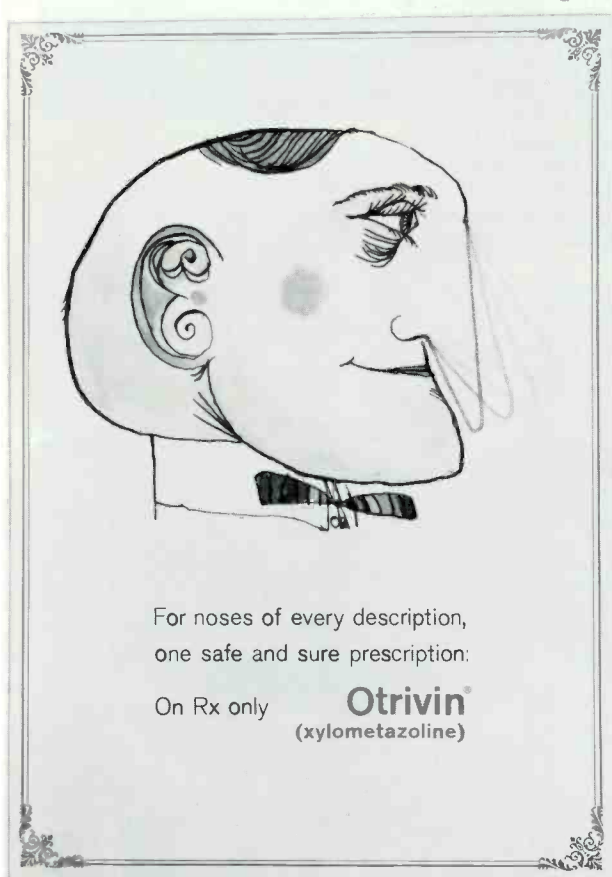 For noses of every description,
one safe and sure prescription:
On Rx only Otrivin®
(xylometazoline)